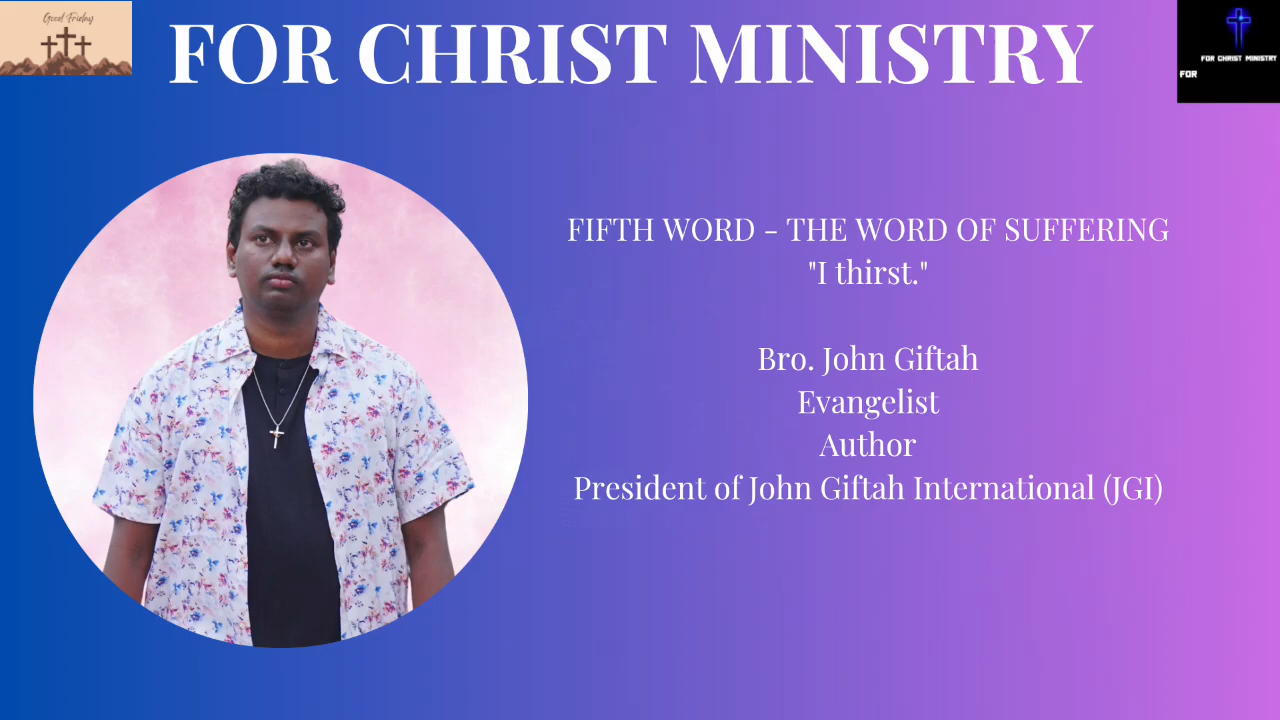 Good Friday
FOR CHRIST MINISTRY
FOR CHRIST MINISTRY
FOR
FIFTH WORD - THE WORD OF SUFFERING
"I thirst."
Bro. John Giftah
Evangelist
Author
President of John Giftah International (JGI)